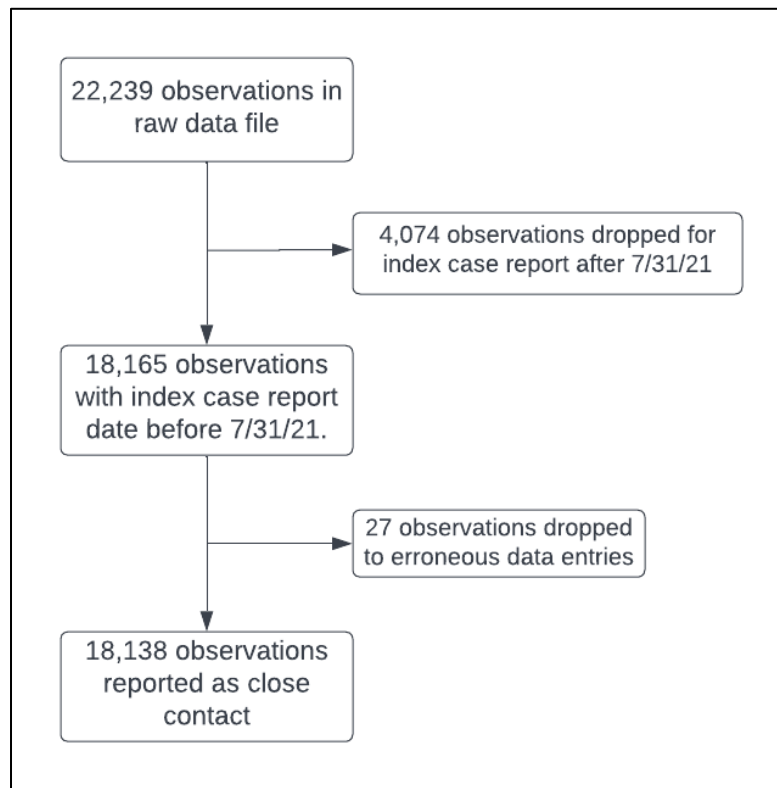 22,239 observations in
raw data file
4,074 observations dropped for
index case report after 7/31/21
18,165 observations
with index case report
date before 7/31/21.
27 observations dropped
to erroneous data entries
18,138 observations
reported as close
contact